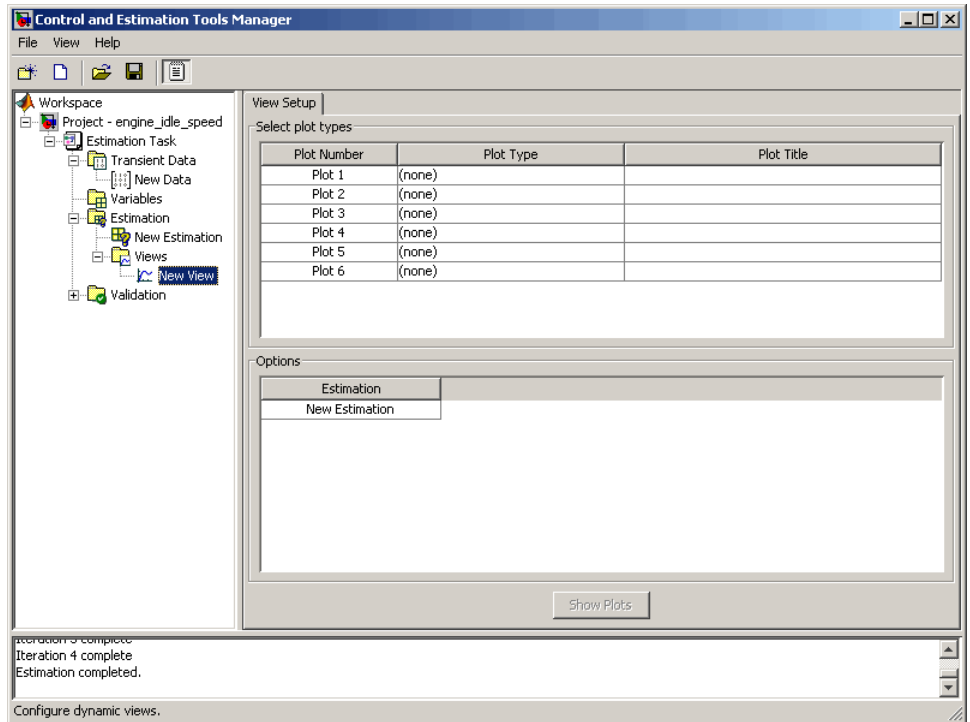 Control and Estimation Tools Manager
File View Help
Workspace
Project - engine_idle_speed
Estimation Task
Transient Data
New Data
Variables
Estimation
New Estimation
Views
New View
Validation
View Setup
Select plot types
Plot Number Plot Type Plot Title
Plot 1 (none)
Plot 2 (none)
Plot 3 (none)
Plot 4 (none)
Plot 5 (none)
Plot 6 (none)
Options
Estimation
New Estimation
Show Plots
Iteration 3 complete
Iteration 4 complete
Estimation completed.
Configure dynamic views.